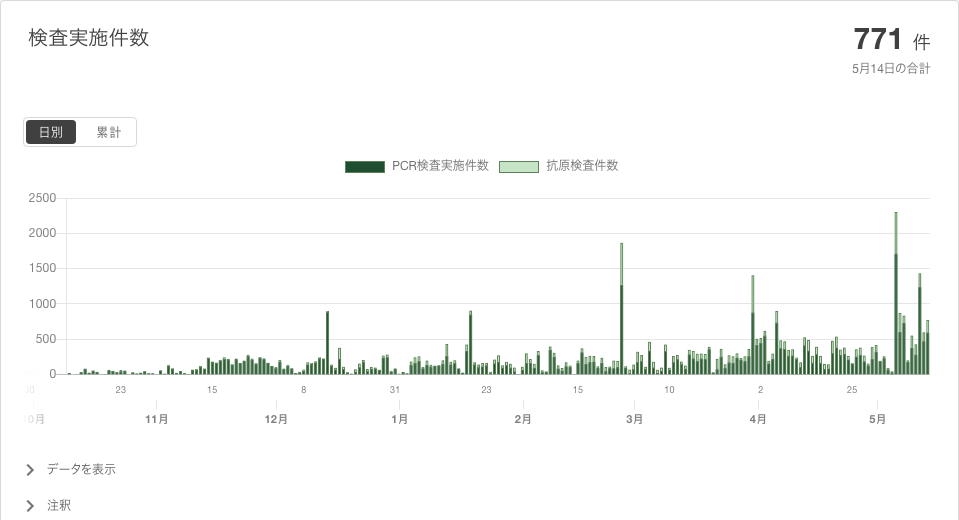 検査実施件数
771 件
5月14日の合計
日別 累計
PCR検査実施件数 抗原検査件数
2500
2000
1500
1000
500
0
23 15 8 31 23 15 10 2 25
0月 11月 12月 1月 2月 3月 4月 5月
データを表示
注釈